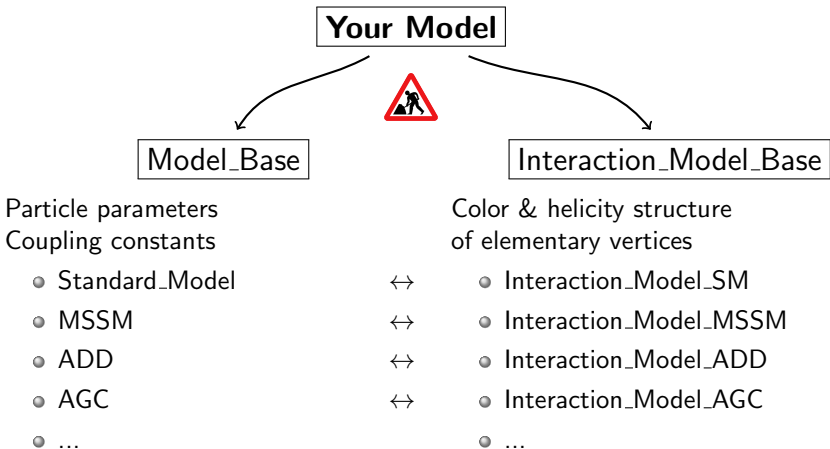 Your Model
Model_Base
Interaction_Model_Base
Particle parameters
Coupling constants
Color & helicity structure
of elementary vertices
Standard_Model ↔ Interaction_Model_SM
MSSM ↔ Interaction_Model_MSSM
ADD ↔ Interaction_Model_ADD
AGC ↔ Interaction_Model_AGC
... ...